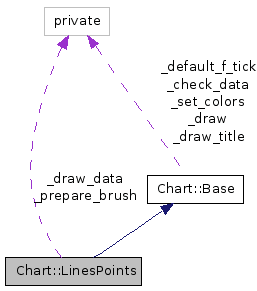 private
_default_f_tick
_check_data
_set_colors
_draw
_draw_title
_draw_data
_prepare_brush
Chart::Base
Chart::LinesPoints